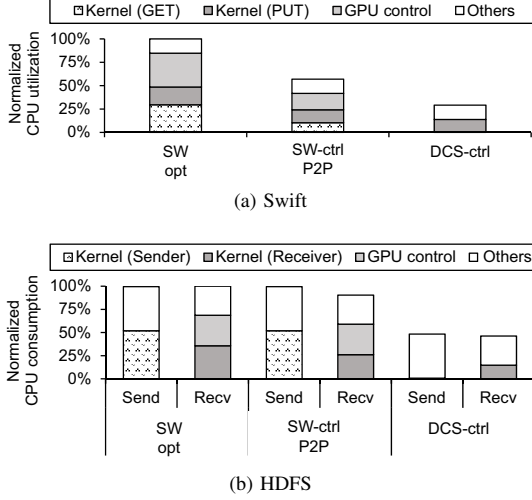 Kernel (GET) Kernel (PUT) GPU control Others
Normalized
CPU utilization
100%
75%
50%
25%
0%
SW
opt
SW-ctrl
P2P
DCS-ctrl
(a) Swift
Kernel (Sender) Kernel (Receiver) GPU control Others
Normalized
CPU consumption
100%
75%
50%
25%
0%
Send Recv Send Recv Send Recv
SW
opt
SW-ctrl
P2P
DCS-ctrl
(b) HDFS